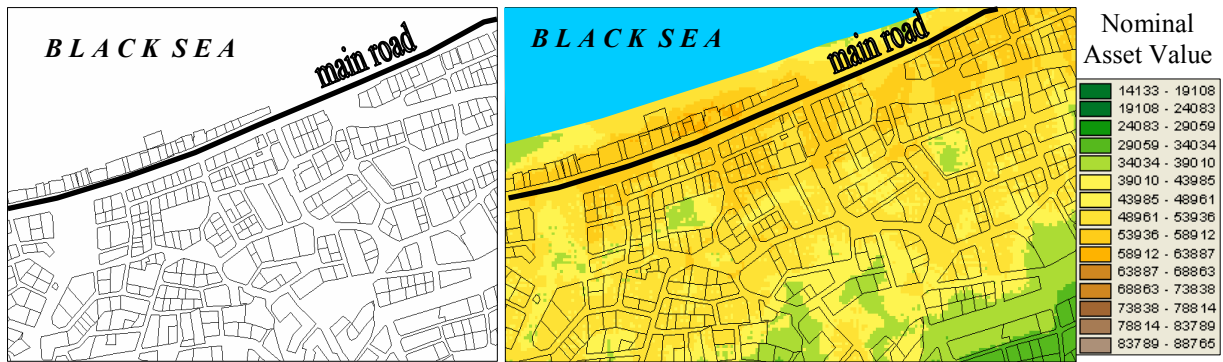 BLACK SEA
main road
BLACK SEA
main road
Nominal
Asset Value
14133 - 19108
19108 - 24083
24083 - 29059
29059 - 34034
34034 - 39010
39010 - 43985
43985 - 48961
48961 - 53936
53936 - 58912
58912 - 63887
63887 - 68863
68863 - 73838
73838 - 78814
78814 - 83789
83789 - 88765